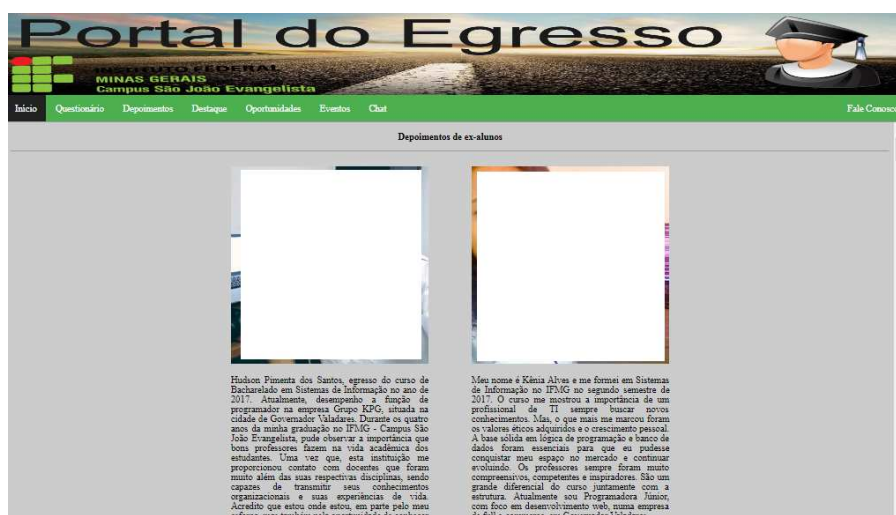 Portal do Egresso
INSTITUTO FEDERAL
MINAS GERAIS
Campus São João Evangelista
Início Questionário Depoimentos Destaque Oportunidades Eventos Chat Fale Conosco
Depoimentos de ex-alunos
Hudson Pimenta dos Santos, egresso do curso de
Bacharelado em Sistemas de Informação no ano de
2017. Atualmente, desempenho a função de
programador na empresa Grupo KPG, situada na
cidade de Governador Valadares. Durante os quatro
anos da minha graduação no IFMG - Campus São
João Evangelista, pude observar a importância que
bons professores fazem na vida acadêmica dos
estudantes. Uma vez que, esta instituição me
proporcionou contato com docentes que foram
muito além das suas respectivas disciplinas, sendo
capazes de transmitir seus conhecimentos
organizacionais e suas experiências de vida.
Acredito que estou onde estou, em parte pelo meu
Meu nome é Kênia Alves e me formei em Sistemas
de Informação no IFMG no segundo semestre de
2017. O curso me mostrou a importância de um
profissional de TI sempre buscar novos
conhecimentos. Mas, o que mais me marcou foram
os valores éticos adquiridos e o crescimento pessoal.
A base sólida em lógica de programação e banco de
dados foram essenciais para que eu pudesse
conquistar meu espaço no mercado e continuar
evoluindo. Os professores sempre foram muito
compreensivos, competentes e inspiradores. São um
grande diferencial do curso juntamente com a
estrutura. Atualmente sou Programadora Júnior,
com foco em desenvolvimento web, numa empresa